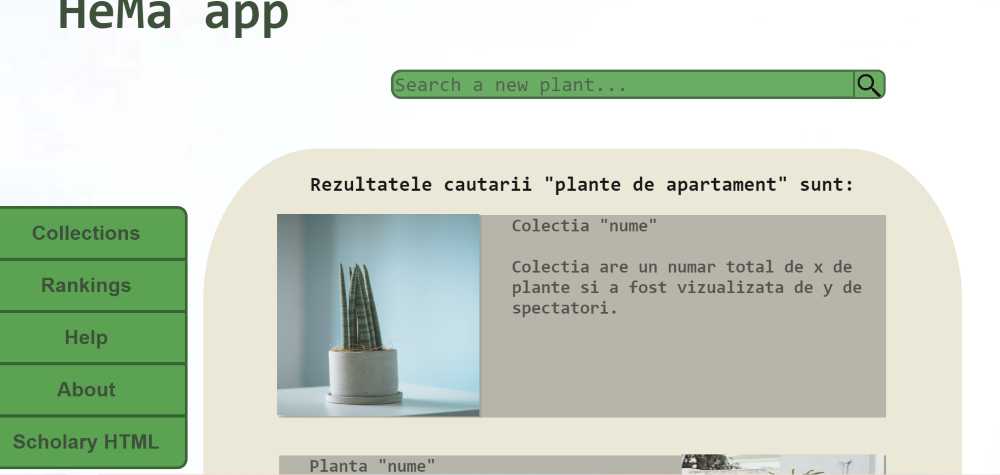 HeMa app
Search a new plant...
Rezultatele cautarii "plante de apartament" sunt:
Collections
Rankings
Help
About
Scholary HTML
Colectia "nume"
Colectia are un numar total de x de
plante si a fost vizualizata de y de
spectatori.
Planta "nume"